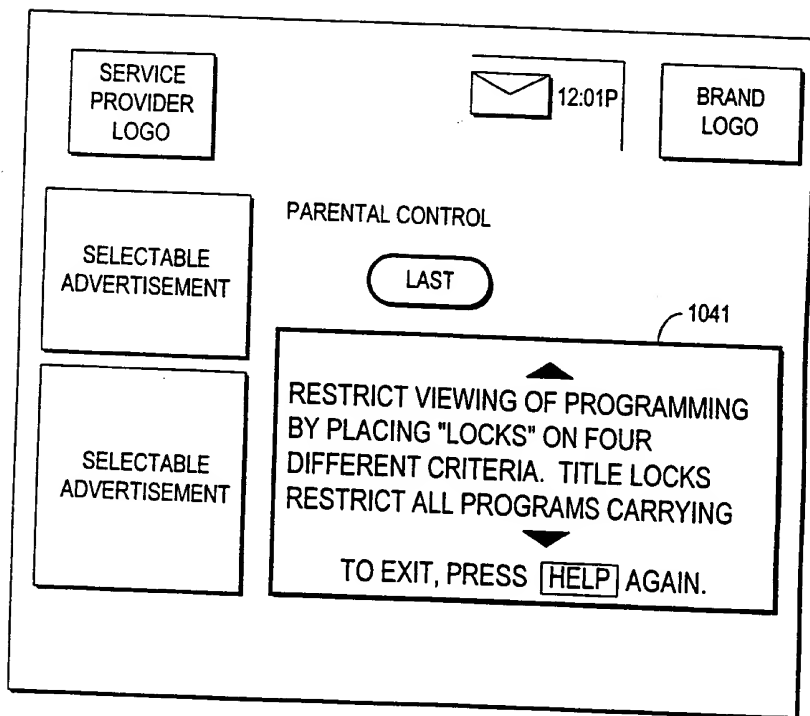 SERVICE
PROVIDER
LOGO
12:01P
BRAND
LOGO
SELECTABLE
ADVERTISEMENT
PARENTAL CONTROL
LAST
1041
RESTRICT VIEWING OF PROGRAMMING
BY PLACING "LOCKS" ON FOUR
DIFFERENT CRITERIA. TITLE LOCKS
RESTRICT ALL PROGRAMS CARRYING
TO EXIT, PRESS HELP AGAIN.
SELECTABLE
ADVERTISEMENT